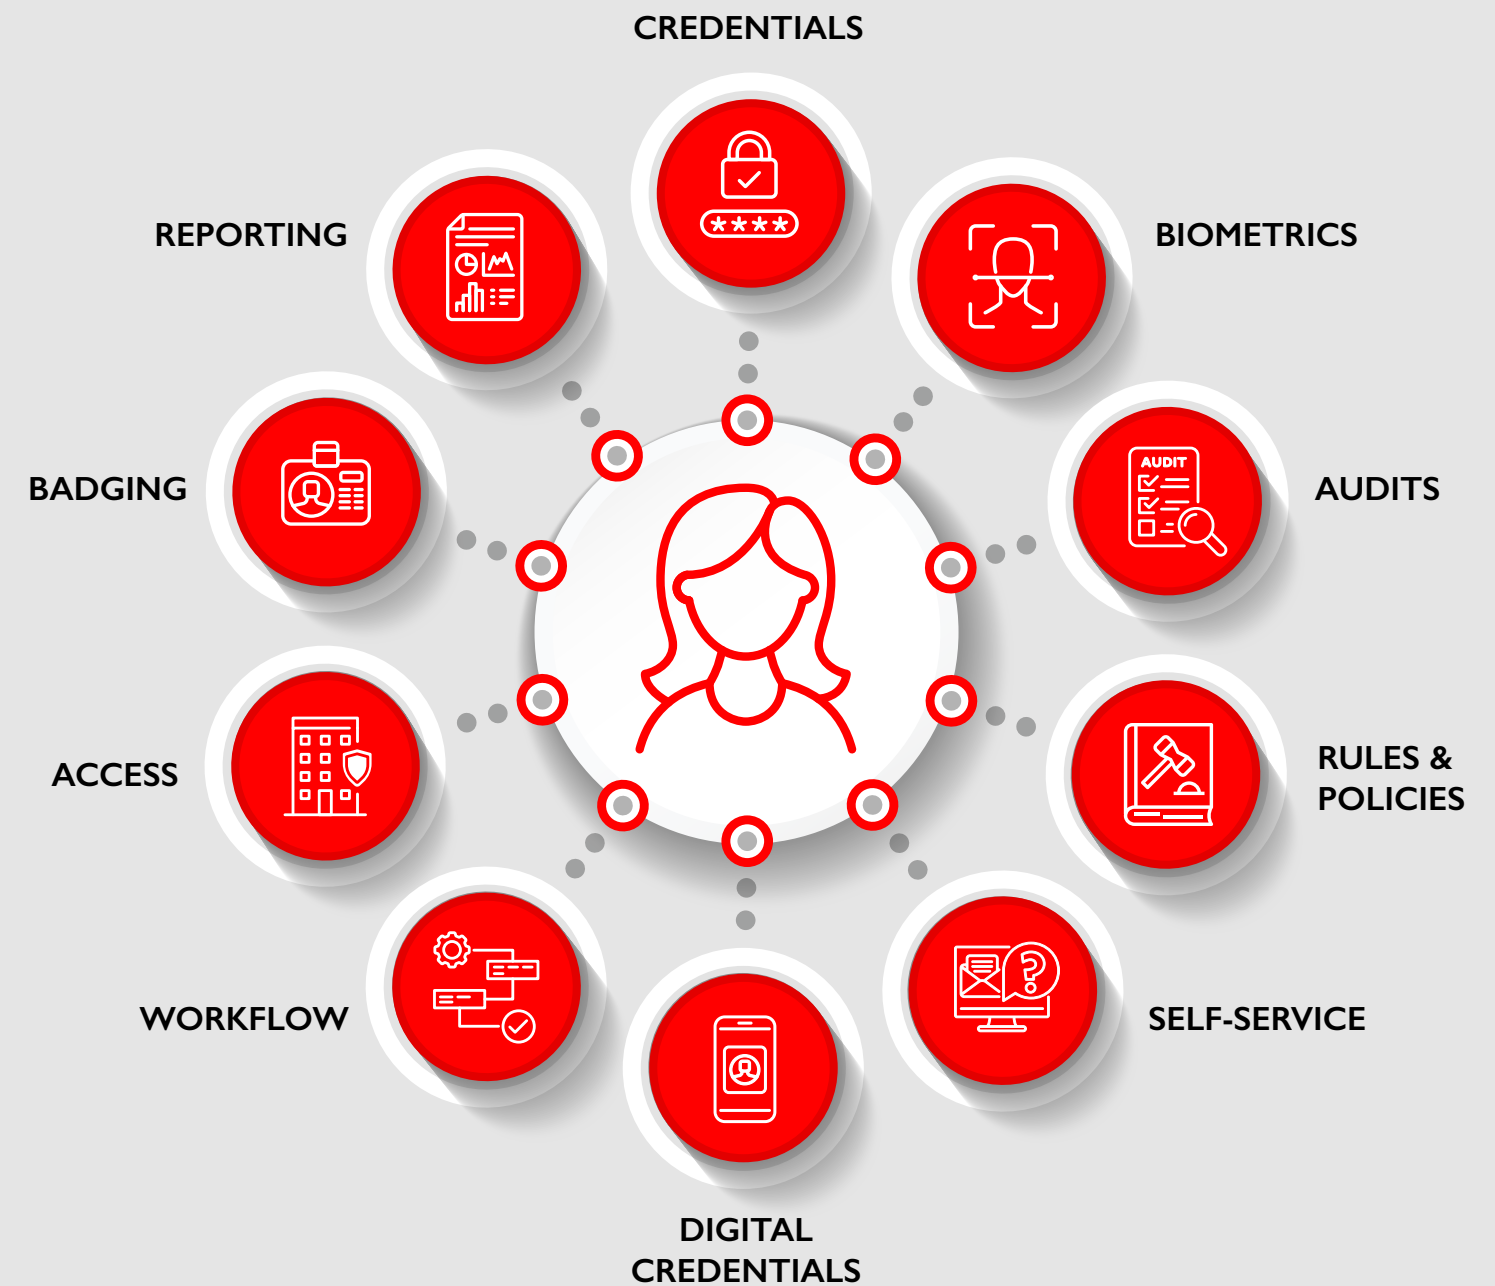 CREDENTIALS
REPORTING
BIOMETRICS
****
BADGING
AUDIT
AUDITS
ACCESS
RULES &
POLICIES
WORKFLOW
?
SELF-SERVICE
DIGITAL
CREDENTIALS